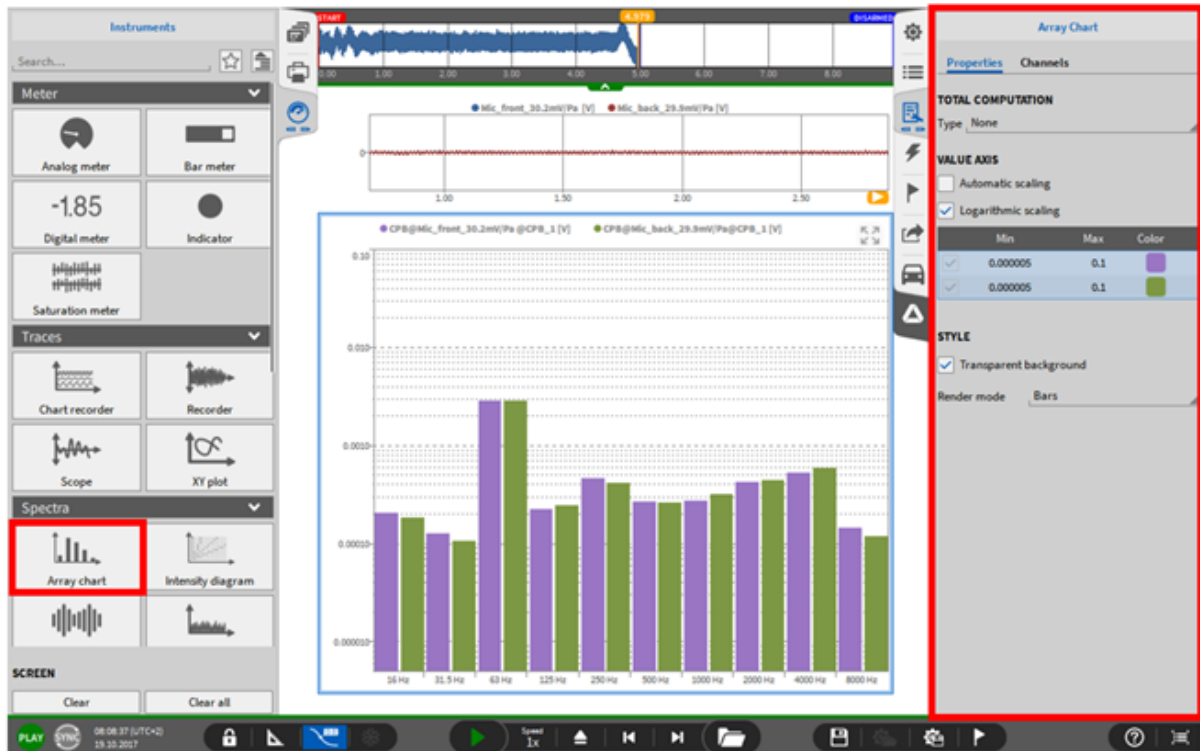 Instruments
Search...
Meter
Analog meter
Bar meter
-1.85
Digital meter
Indicator
Saturation meter
Traces
Chart recorder
Recorder
Scope
XY plot
Spectra
Array chart
Intensity diagram
SCREEN
Clear
Clear all
START
4.975
DISARMED
0.00 1.00 2.00 3.00 4.00 5.00 6.00 7.00 8.00
Mic_front_30.2mV/Pa [V] Mic_back_29.9mV/Pa [V]
0
1.00 1.50 2.00 2.50
CPB@Mic_front_30.2mV/Pa @CPB_1 [V] CPB@Mic_back_29.9mV/Pa@CPB_1 [V]
0.10
0.010
0.0010
0.00010
0.000010
16 Hz 31.5 Hz 63 Hz 125 Hz 250 Hz 500 Hz 1000 Hz 2000 Hz 4000 Hz 8000 Hz
Array Chart
Properties Channels
TOTAL COMPUTATION
Type None
VALUE AXIS
Automatic scaling
Logarithmic scaling
Min Max Color
0.000005 0.1
0.000005 0.1
STYLE
Transparent background
Render mode Bars
PLAY
SYNC
08:08:37 (UTC+2)
19.10.2017
Speed
1x